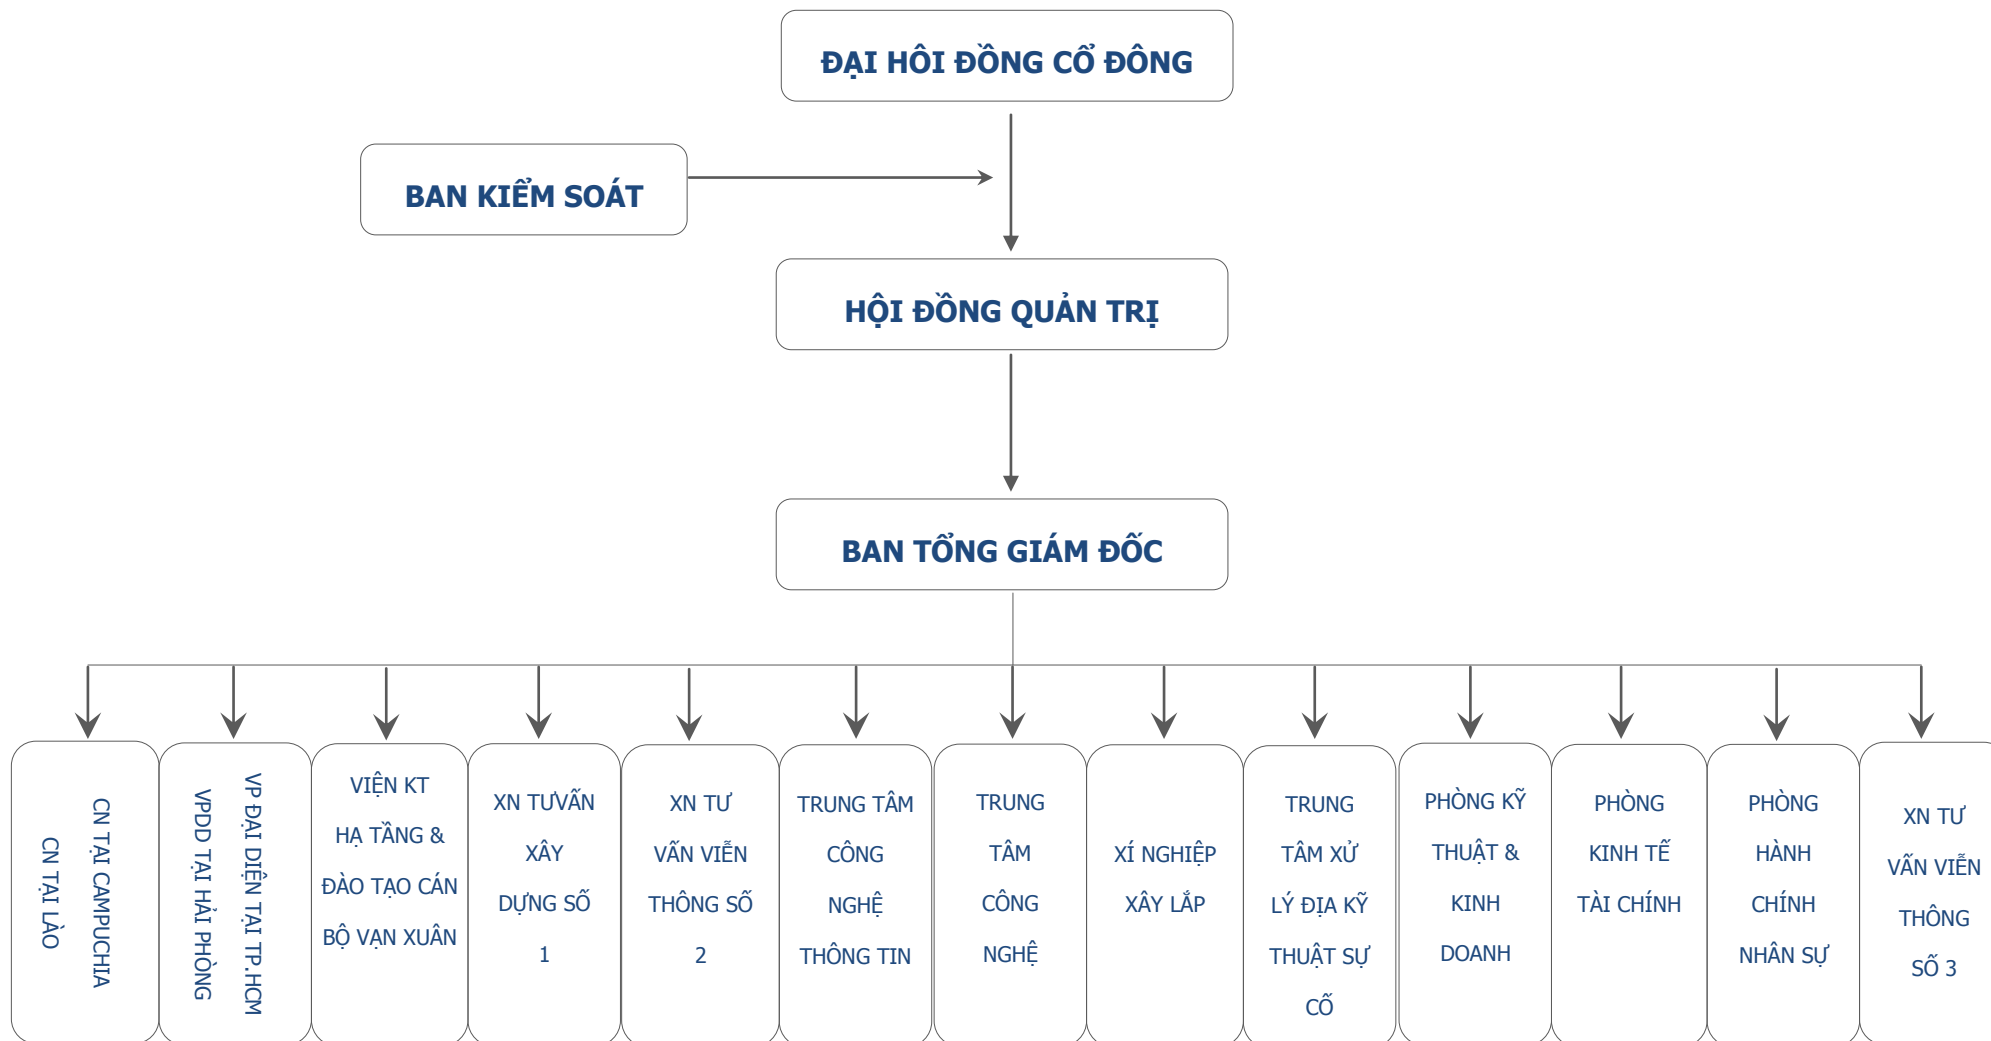 ĐẠI HÔI ĐỒNG CỔ ĐÔNG
BAN KIỂM SOÁT
HỘI ĐỒNG QUẢN TRỊ
BAN TỔNG GIÁM ĐỐC
CN TẠI CAMPUCHIA
CN TẠI LÀO
VP ĐẠI DIỆN TẠI TP.HCM
VPDD TẠI HẢI PHÒNG
VIỆN KT
HẠ TẦNG &
ĐÀO TẠO CÁN
BỘ VẠN XUÂN
XN TƯVẤN
XÂY
DỰNG SỐ
1
XN TƯ
VẤN VIỄN
THÔNG SỐ
2
TRUNG TÂM
CÔNG
NGHỆ
THÔNG TIN
TRUNG
TÂM
CÔNG
NGHỆ
XÍ NGHIỆP
XÂY LẮP
TRUNG
TÂM XỬ
LÝ ĐỊA KỸ
THUẬT SỰ
CỐ
PHÒNG KỸ
THUẬT &
KINH
DOANH
PHÒNG
KINH TẾ
TÀI CHÍNH
PHÒNG
HÀNH
CHÍNH
NHÂN SỰ
XN TƯ
VẤN VIỄN
THÔNG
SỐ 3